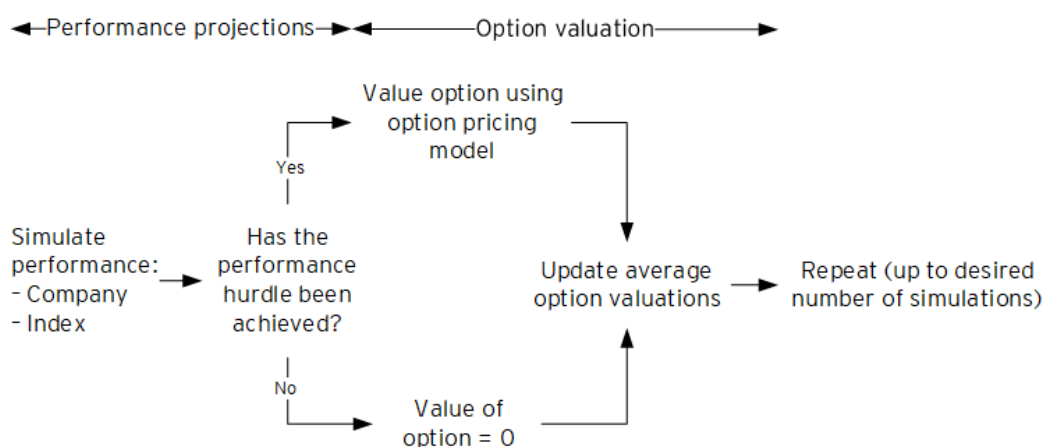 Performance projections
Option valuation
Value option using
option pricing
model
Yes
Simulate
performance:
- Company
- Index
Has the
performance
hurdle been
achieved?
Update average
option valuations
Repeat (up to desired
number of simulations)
No
Value of
option = 0